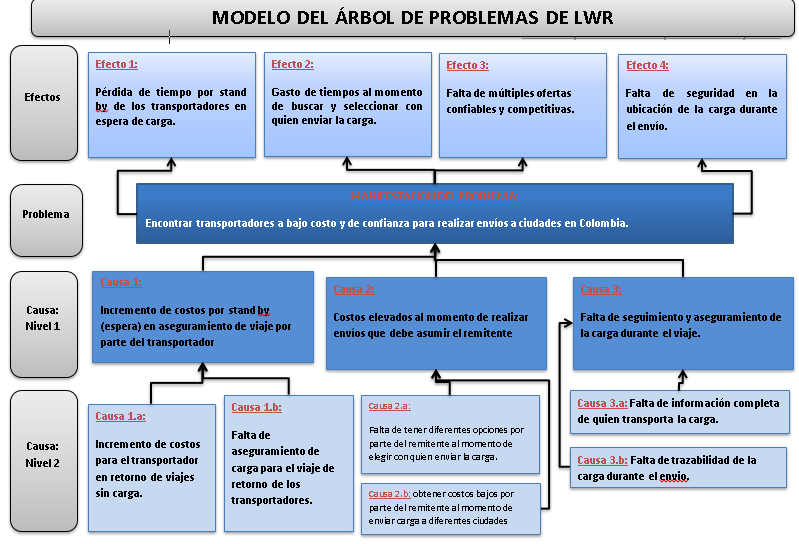 MODELO DEL ÁRBOL DE PROBLEMAS DE LWR
Efectos
Efecto 1:
Pérdida de tiempo por stand
by de los transportadores en
espera de carga.
Efecto 2:
Gasto de tiempos al momento
de buscar y seleccionar con
quien enviar la carga.
Efecto 3:
Falta de múltiples ofertas
confiables y competitivas.
Efecto 4:
Falta de seguridad en la
ubicación de la carga durante
el envío.
Problema
MANIFESTACION DEL PROBLEMA:
Encontrar transportadores a bajo costo y de confianza para realizar envíos a ciudades en Colombia.
Causa:
Nivel 1
Causa 1:
Incremento de costos por stand by
(espera) en aseguramiento de viaje por
parte del transportador
Causa 2:
Costos elevados al momento de realizar
envíos que debe asumir el remitente
Causa 3:
Falta de seguimiento y aseguramiento de
la carga durante el viaje.
Causa:
Nivel 2
Causa 1.a:
Incremento de costos
para el transportador
en retorno de viajes
sin carga.
Causa 1.b:
Falta de
aseguramiento de
carga para el viaje de
retorno de los
transportadores.
Causa 2.a:
Falta de tener diferentes opciones por
parte del remitente al momento de
elegir con quien enviar la carga.
Causa 2.b: obtener costos bajos por
parte del remitente al momento de
enviar carga a diferentes ciudades
Causa 3.a: Falta de información completa
de quien transporta la carga.
Causa 3.b: Falta de trazabilidad de la
carga durante el envio.